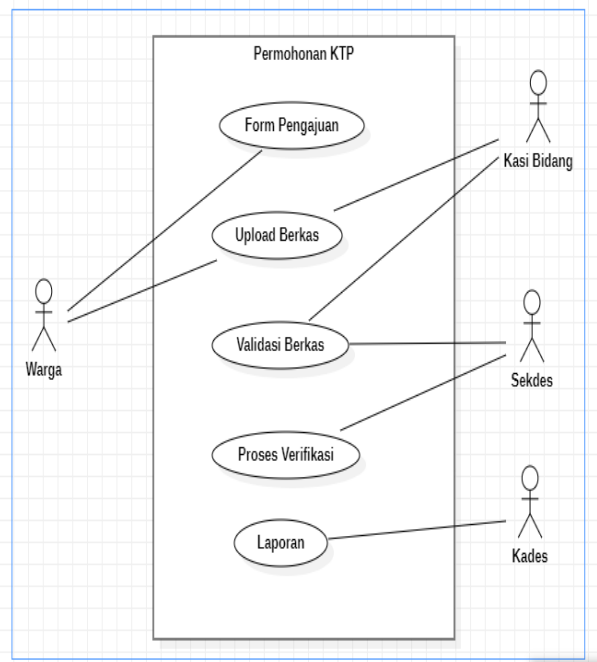 Permohonan KTP
Form Pengajuan
Kasi Bidang
Upload Berkas
Validasi Berkas
Warga
Sekdes
Proses Verifikasi
Laporan
Kades